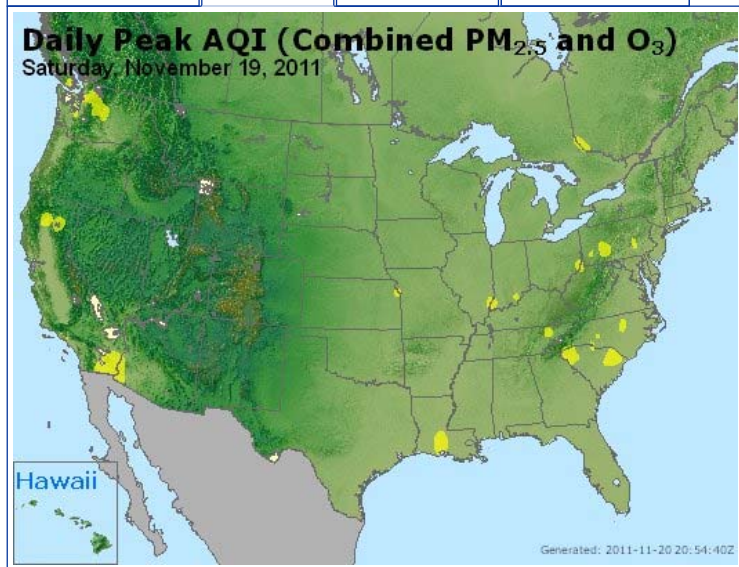 Daily Peak AQI (Combined PM2.5 and O3)
Saturday, November 19, 2011
Hawaii
Generated: 2011-11-20 20:54:40Z